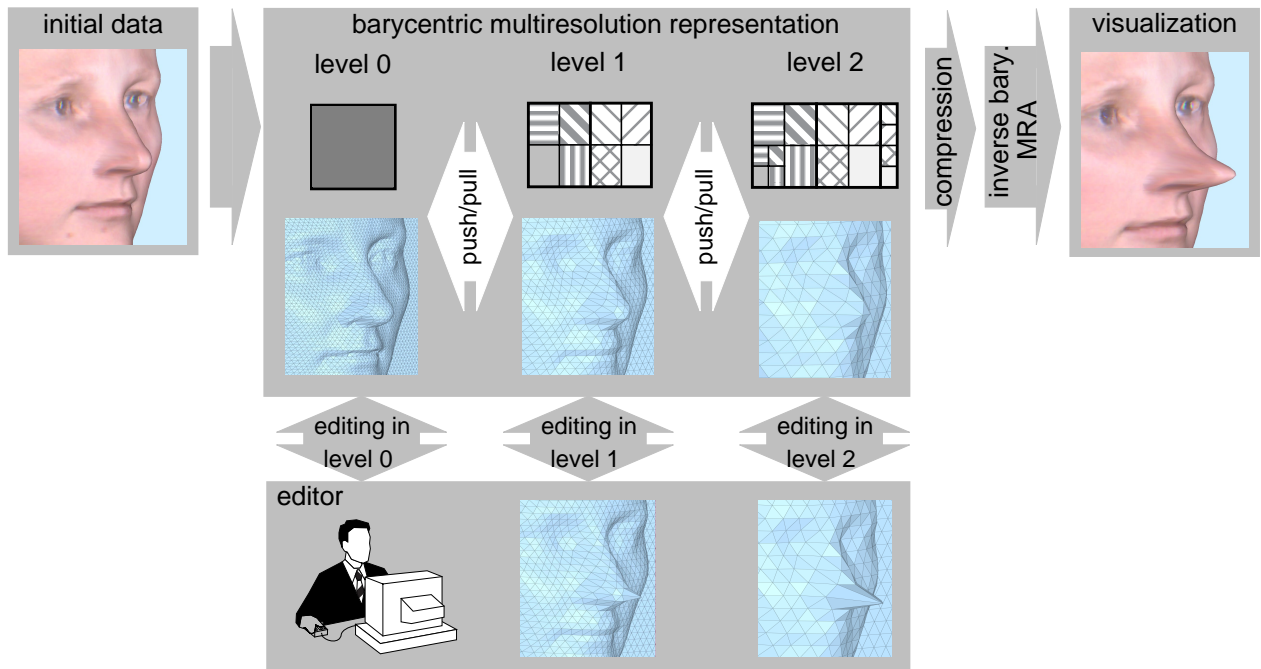 initial data
barycentric multiresolution representation
visualization
level 0
level 1
level 2
push/pull
push/pull
compression
inverse bary.
MRA
editing in
level 0
editing in
level 1
editing in
level 2
editor